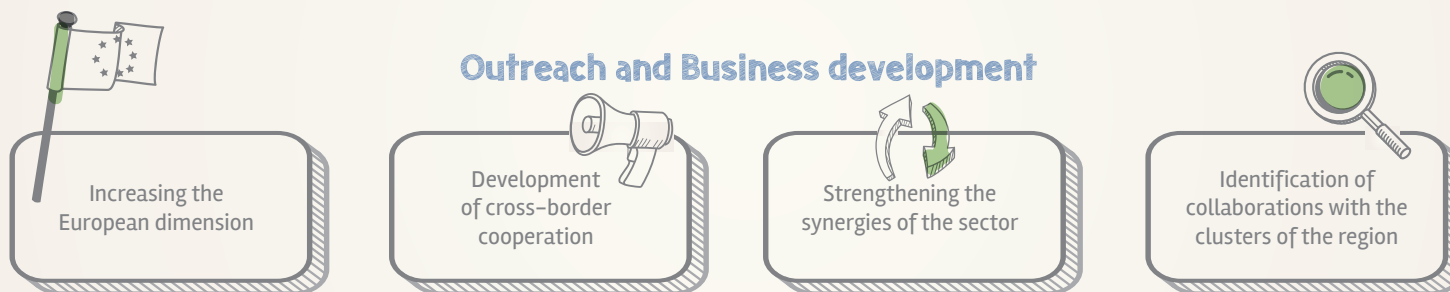 Outreach and Business development
Increasing the
European dimension
Development
of cross-border
cooperation
Strengthening the
synergies of the sector
Identification of
collaborations with the
clusters of the region